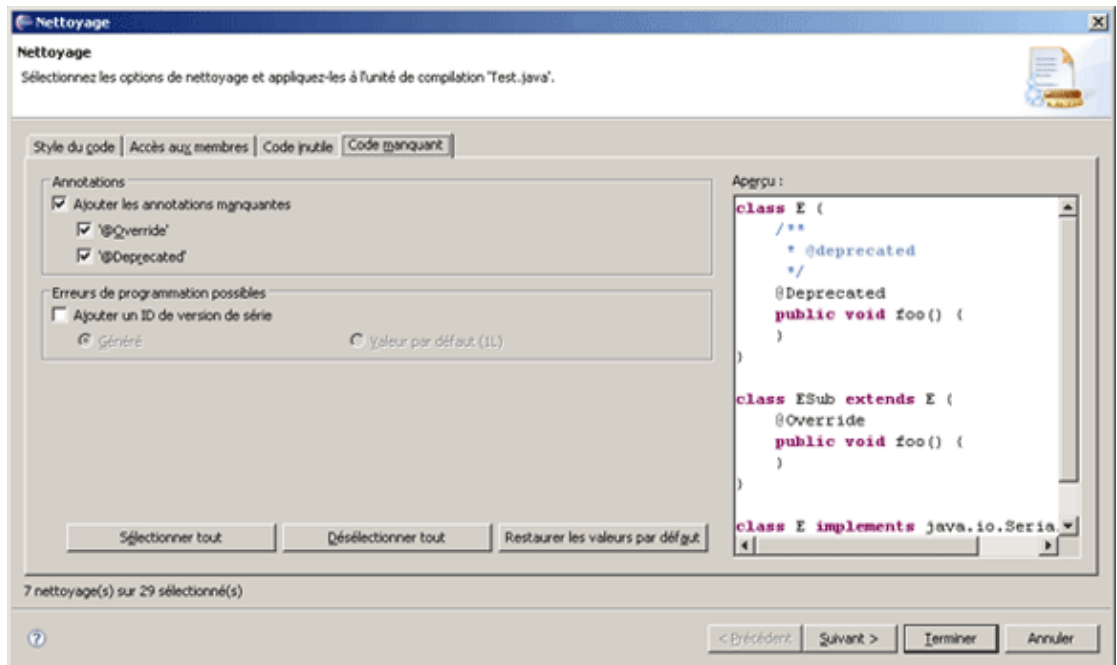 Nettoyage
Nettoyage
Sélectionnez les options de nettoyage et appliquez-les à l'unité de compilation 'Test.java'.
Style du code Accès aux membres Code inutile Code manquant
Annotations
Ajouter les annotations manquantes
'@Override'
'@Deprecated'
Erreurs de programmation possibles
Ajouter un ID de version de série
Généré Valeur par défaut (1L)
Sélectionner tout Désélectionner tout Restaurer les valeurs par défaut
Aperçu :
class E {
/**
* @deprecated
*/
@Deprecated
public void foo() {
}
}
class ESub extends E {
@Override
public void foo() {
}
}
class E implements java.io.Seria
7 nettoyage(s) sur 29 sélectionné(s)
? < Précédent Suivant > Terminer Annuler